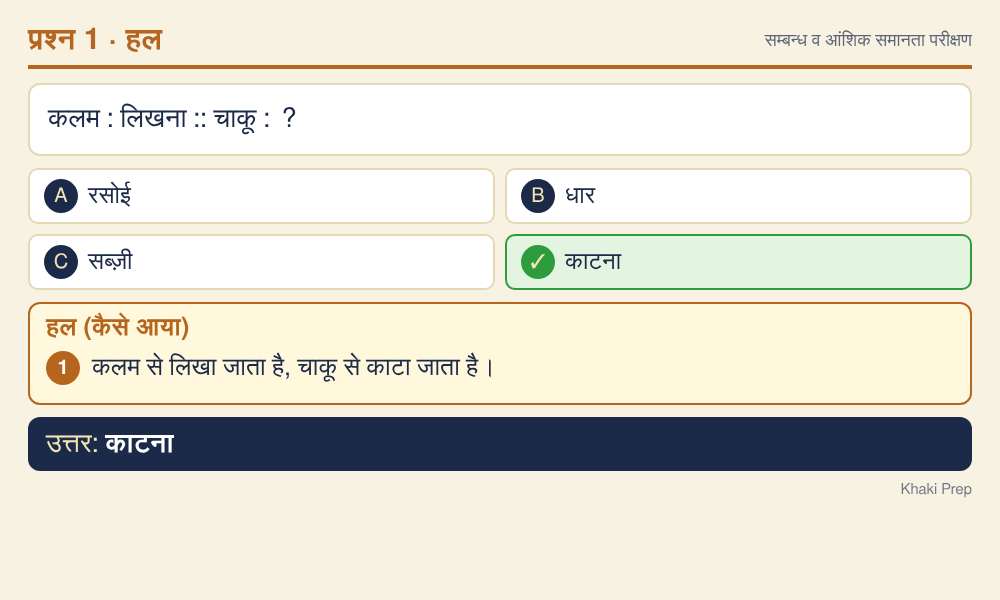 प्रश्न 1 · हल
सम्बन्ध व आंशिक समानता परीक्षण
कलम : लिखना :: चाकू : ?
A रसोई
B धार
C सब्ज़ी
✓ काटना
हल (कैसे आया)
1 कलम से लिखा जाता है, चाकू से काटा जाता है।
उत्तर: काटना
Khaki Prep